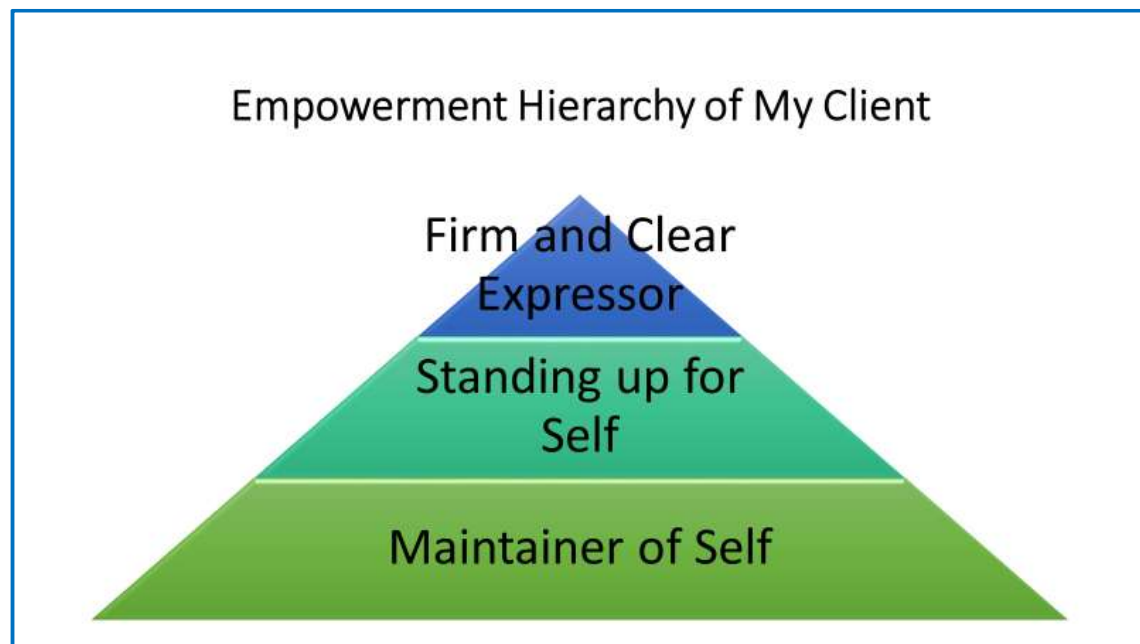 Empowerment Hierarchy of My Client
Firm and Clear
Expressor
Standing up for
Self
Maintainer of Self